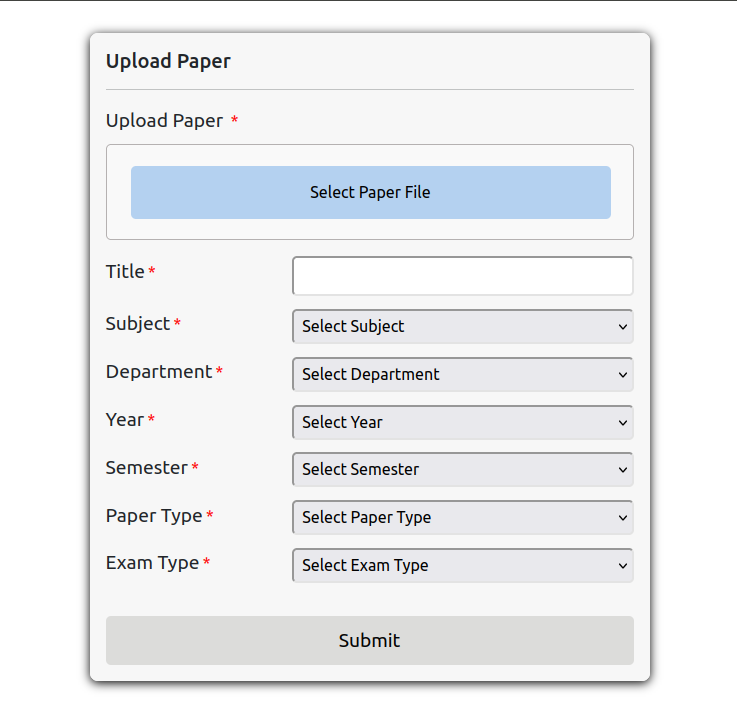 Upload Paper
Upload Paper *
Select Paper File
Title *
Subject * Select Subject
Department * Select Department
Year * Select Year
Semester * Select Semester
Paper Type * Select Paper Type
Exam Type * Select Exam Type
Submit